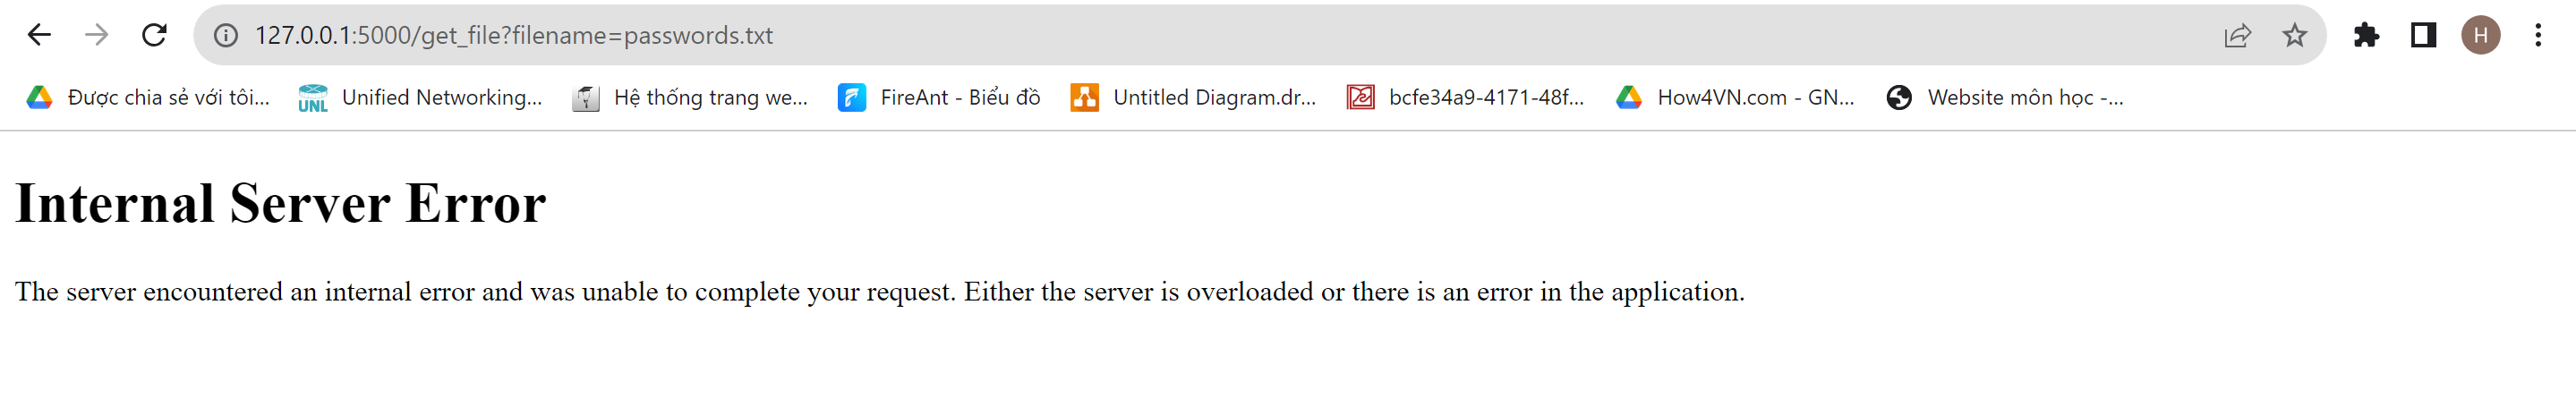 127.0.0.1:5000/get_file?filename=passwords.txt
H
Được chia sẻ với tôi... UNL Unified Networking... Hệ thống trang we... FireAnt - Biểu đồ Untitled Diagram.dr... bcfe34a9-4171-48f... How4VN.com - GN... Website môn học -...
Internal Server Error
The server encountered an internal error and was unable to complete your request. Either the server is overloaded or there is an error in the application.